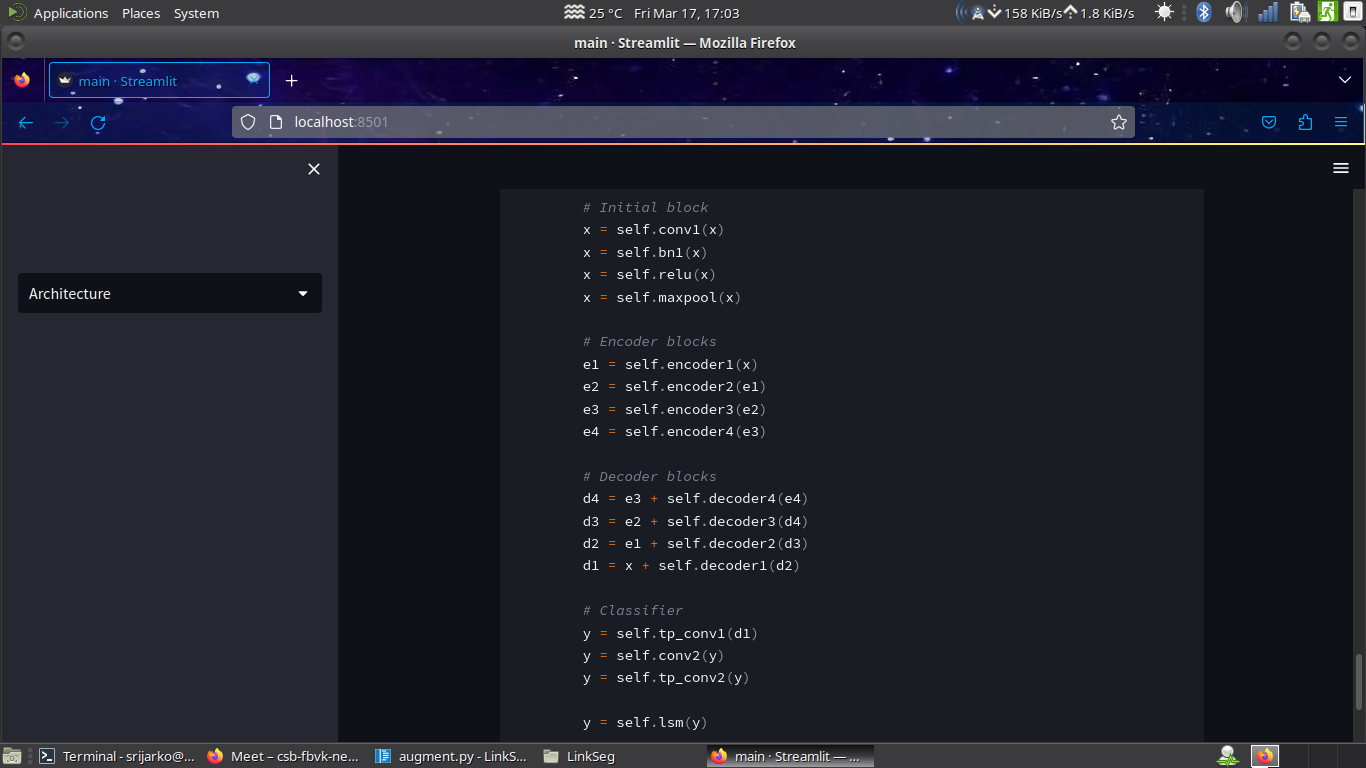 Applications Places System 25 °C Fri Mar 17, 17:03 158 KiB/s 1.8 KiB/s
main · Streamlit — Mozilla Firefox
main · Streamlit
localhost:8501
Architecture
# Initial block
x = self.conv1(x)
x = self.bn1(x)
x = self.relu(x)
x = self.maxpool(x)
# Encoder blocks
e1 = self.encoder1(x)
e2 = self.encoder2(e1)
e3 = self.encoder3(e2)
e4 = self.encoder4(e3)
# Decoder blocks
d4 = e3 + self.decoder4(e4)
d3 = e2 + self.decoder3(d4)
d2 = e1 + self.decoder2(d3)
d1 = x + self.decoder1(d2)
# Classifier
y = self.tp_conv1(d1)
y = self.conv2(y)
y = self.tp_conv2(y)
y = self.lsm(y)
Terminal - srijarko@... Meet – csb-fbvk-ne... augment.py - LinkS... LinkSeg main · Streamlit — ...